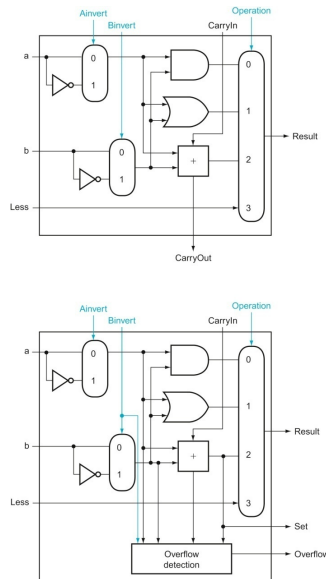 Ainvert
Operation
Binvert
CarryIn
a
0
1
0
1
b
0
1
+
2
Result
Less
3
CarryOut
Ainvert
Operation
Binvert
CarryIn
a
0
1
0
1
b
0
1
+
2
Result
Less
3
Set
Overflow
detection
Overflow